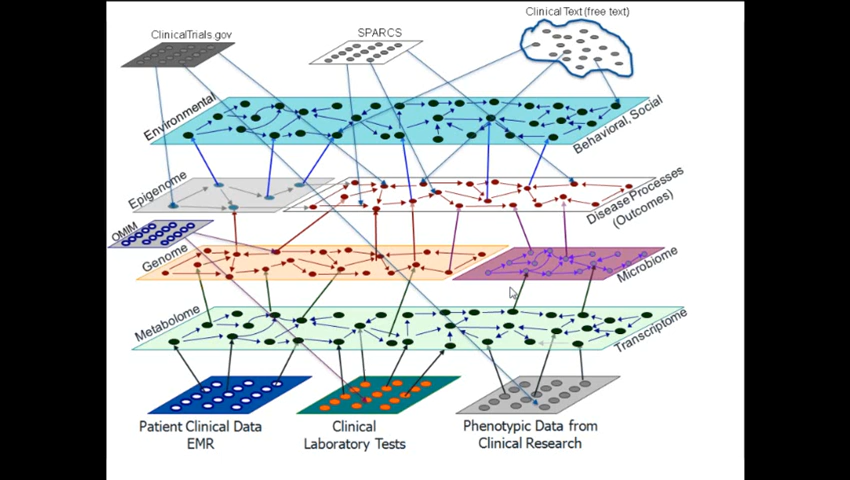 ClinicalTrials.gov
SPARCS
Clinical Text (free text)
Environmental
Behavioral, Social
Epigenome
Disease Processes
(Outcomes)
OMIM
Genome
Microbiome
Metabolome
Transcriptome
Patient Clinical Data
EMR
Clinical
Laboratory Tests
Phenotypic Data from
Clinical Research